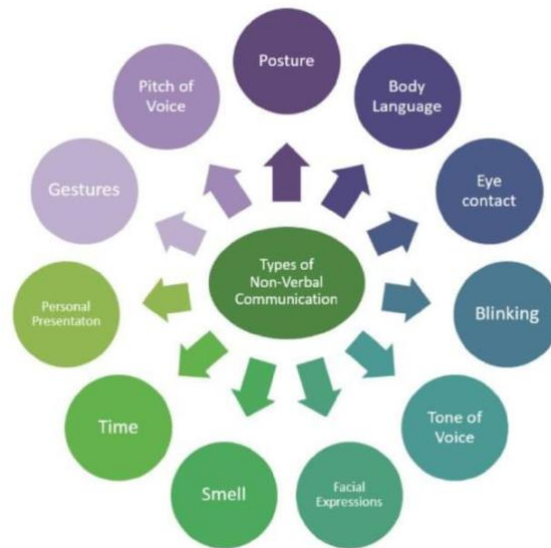 Types of
Non-Verbal
Communication
Posture
Body
Language
Eye
contact
Blinking
Tone of
Voice
Facial
Expressions
Smell
Time
Personal
Presentaton
Gestures
Pitch of
Voice